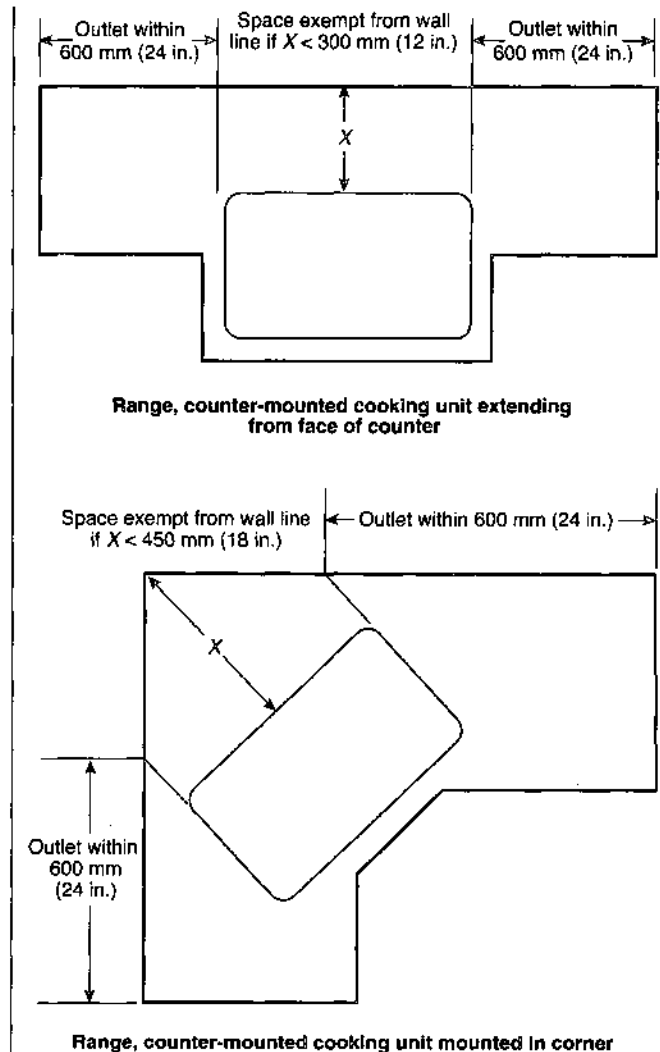 Outlet within
600 mm (24 in.)
Space exempt from wall
line if X < 300 mm (12 in.)
Outlet within
600 mm (24 in.)
X
Range, counter-mounted cooking unit extending
from face of counter
Space exempt from wall line
if X < 450 mm (18 in.)
Outlet within 600 mm (24 in.)
X
Outlet within
600 mm
(24 in.)
Range, counter-mounted cooking unit mounted in corner